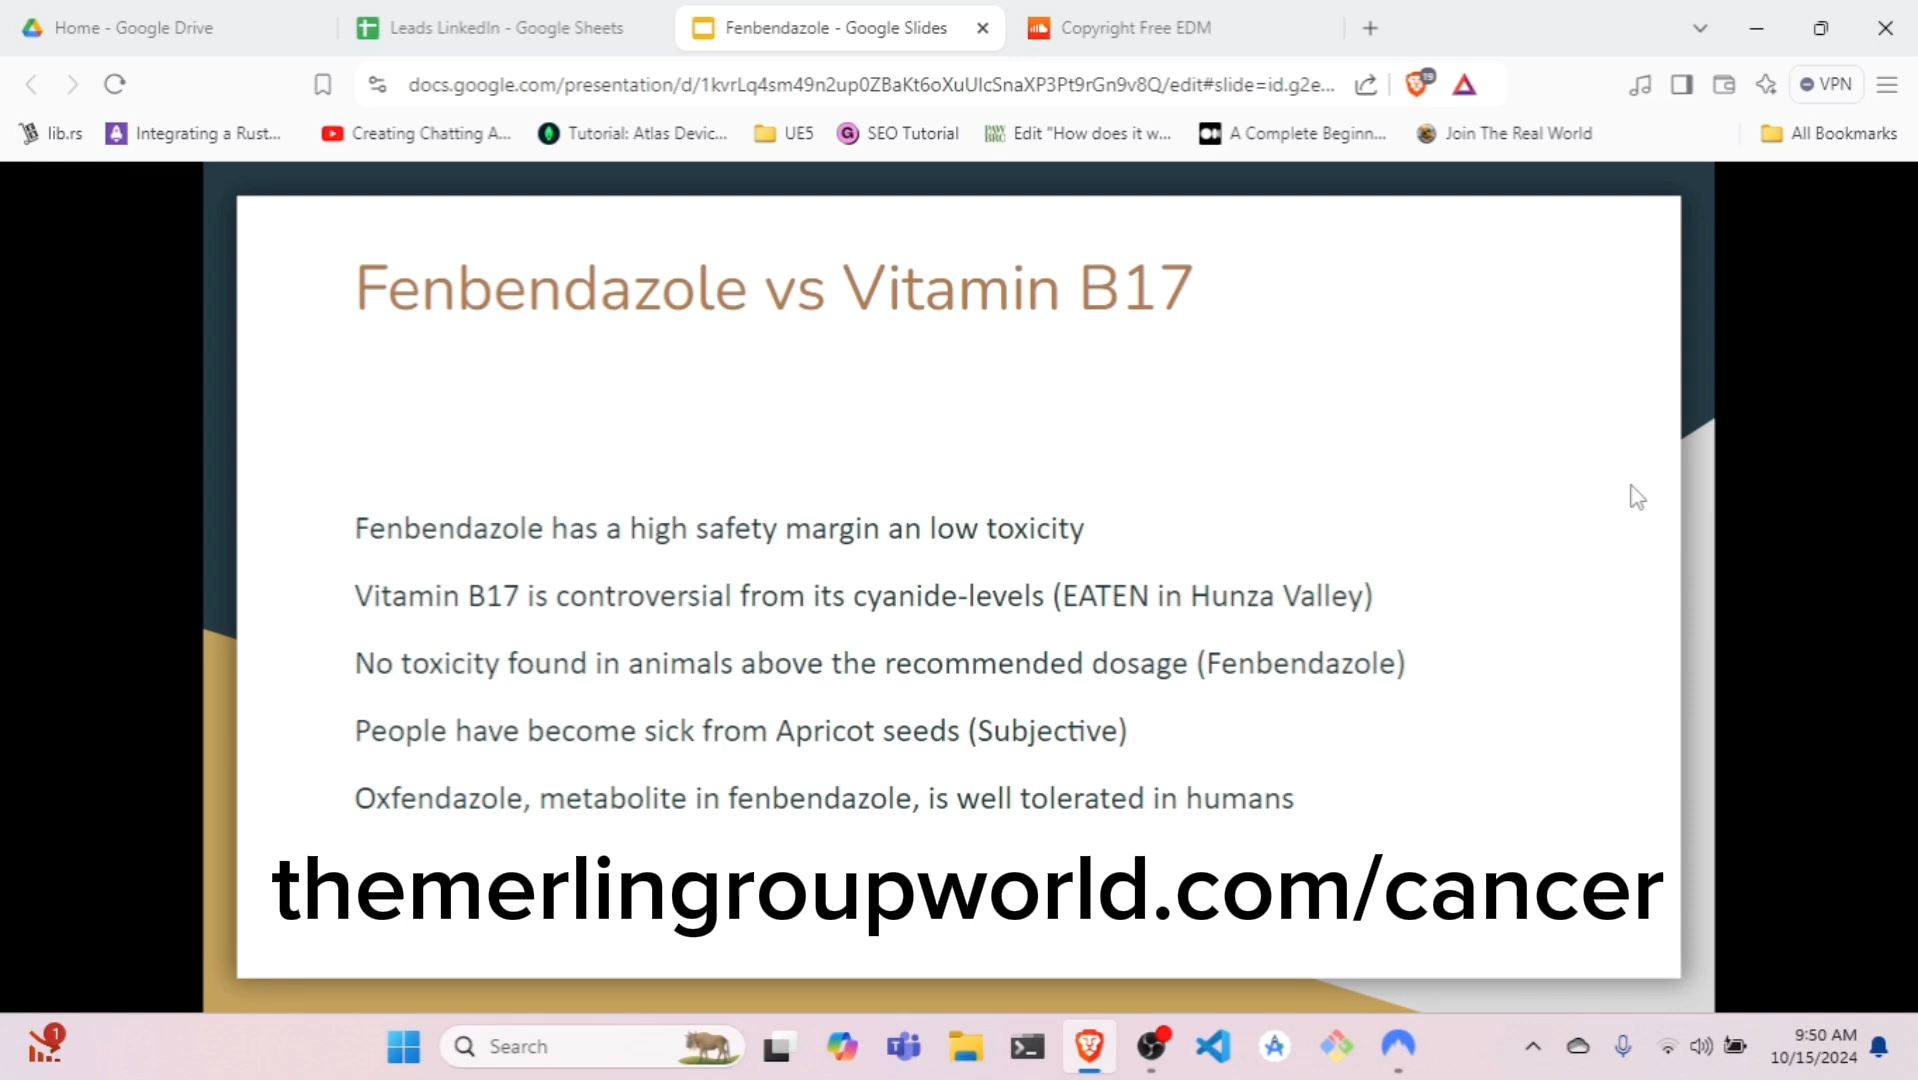 Home - Google Drive
Leads LinkedIn - Google Sheets
Fenbendazole - Google Slides
Copyright Free EDM
docs.google.com/presentation/d/1kvrLq4sm49n2up0ZBaKt6oXuUIcSnaXP3Pt9rGn9v8Q/edit#slide=id.g2e...
19
VPN
lib.rs
Integrating a Rust...
Creating Chatting A...
Tutorial: Atlas Devic...
UE5
SEO Tutorial
Edit "How does it w...
A Complete Beginn...
Join The Real World
All Bookmarks
Fenbendazole vs Vitamin B17
Fenbendazole has a high safety margin an low toxicity
Vitamin B17 is controversial from its cyanide-levels (EATEN in Hunza Valley)
No toxicity found in animals above the recommended dosage (Fenbendazole)
People have become sick from Apricot seeds (Subjective)
Oxfendazole, metabolite in fenbendazole, is well tolerated in humans
themerlingroupworld.com/cancer
1
Search
9:50 AM
10/15/2024